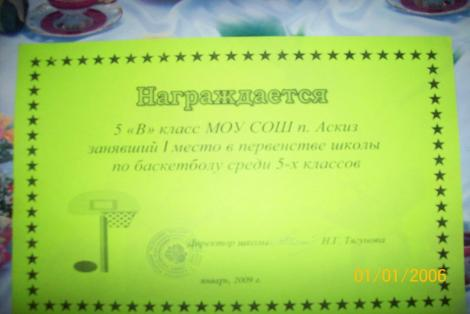 Награждается
5 «В» класс МОУ СОШ п. Аскиз
занявший I место в первенстве школы
по баскетболу среди 5-х классов
Директор школы Н.Г. Тягунова
январь, 2009 г.
01/01/2006